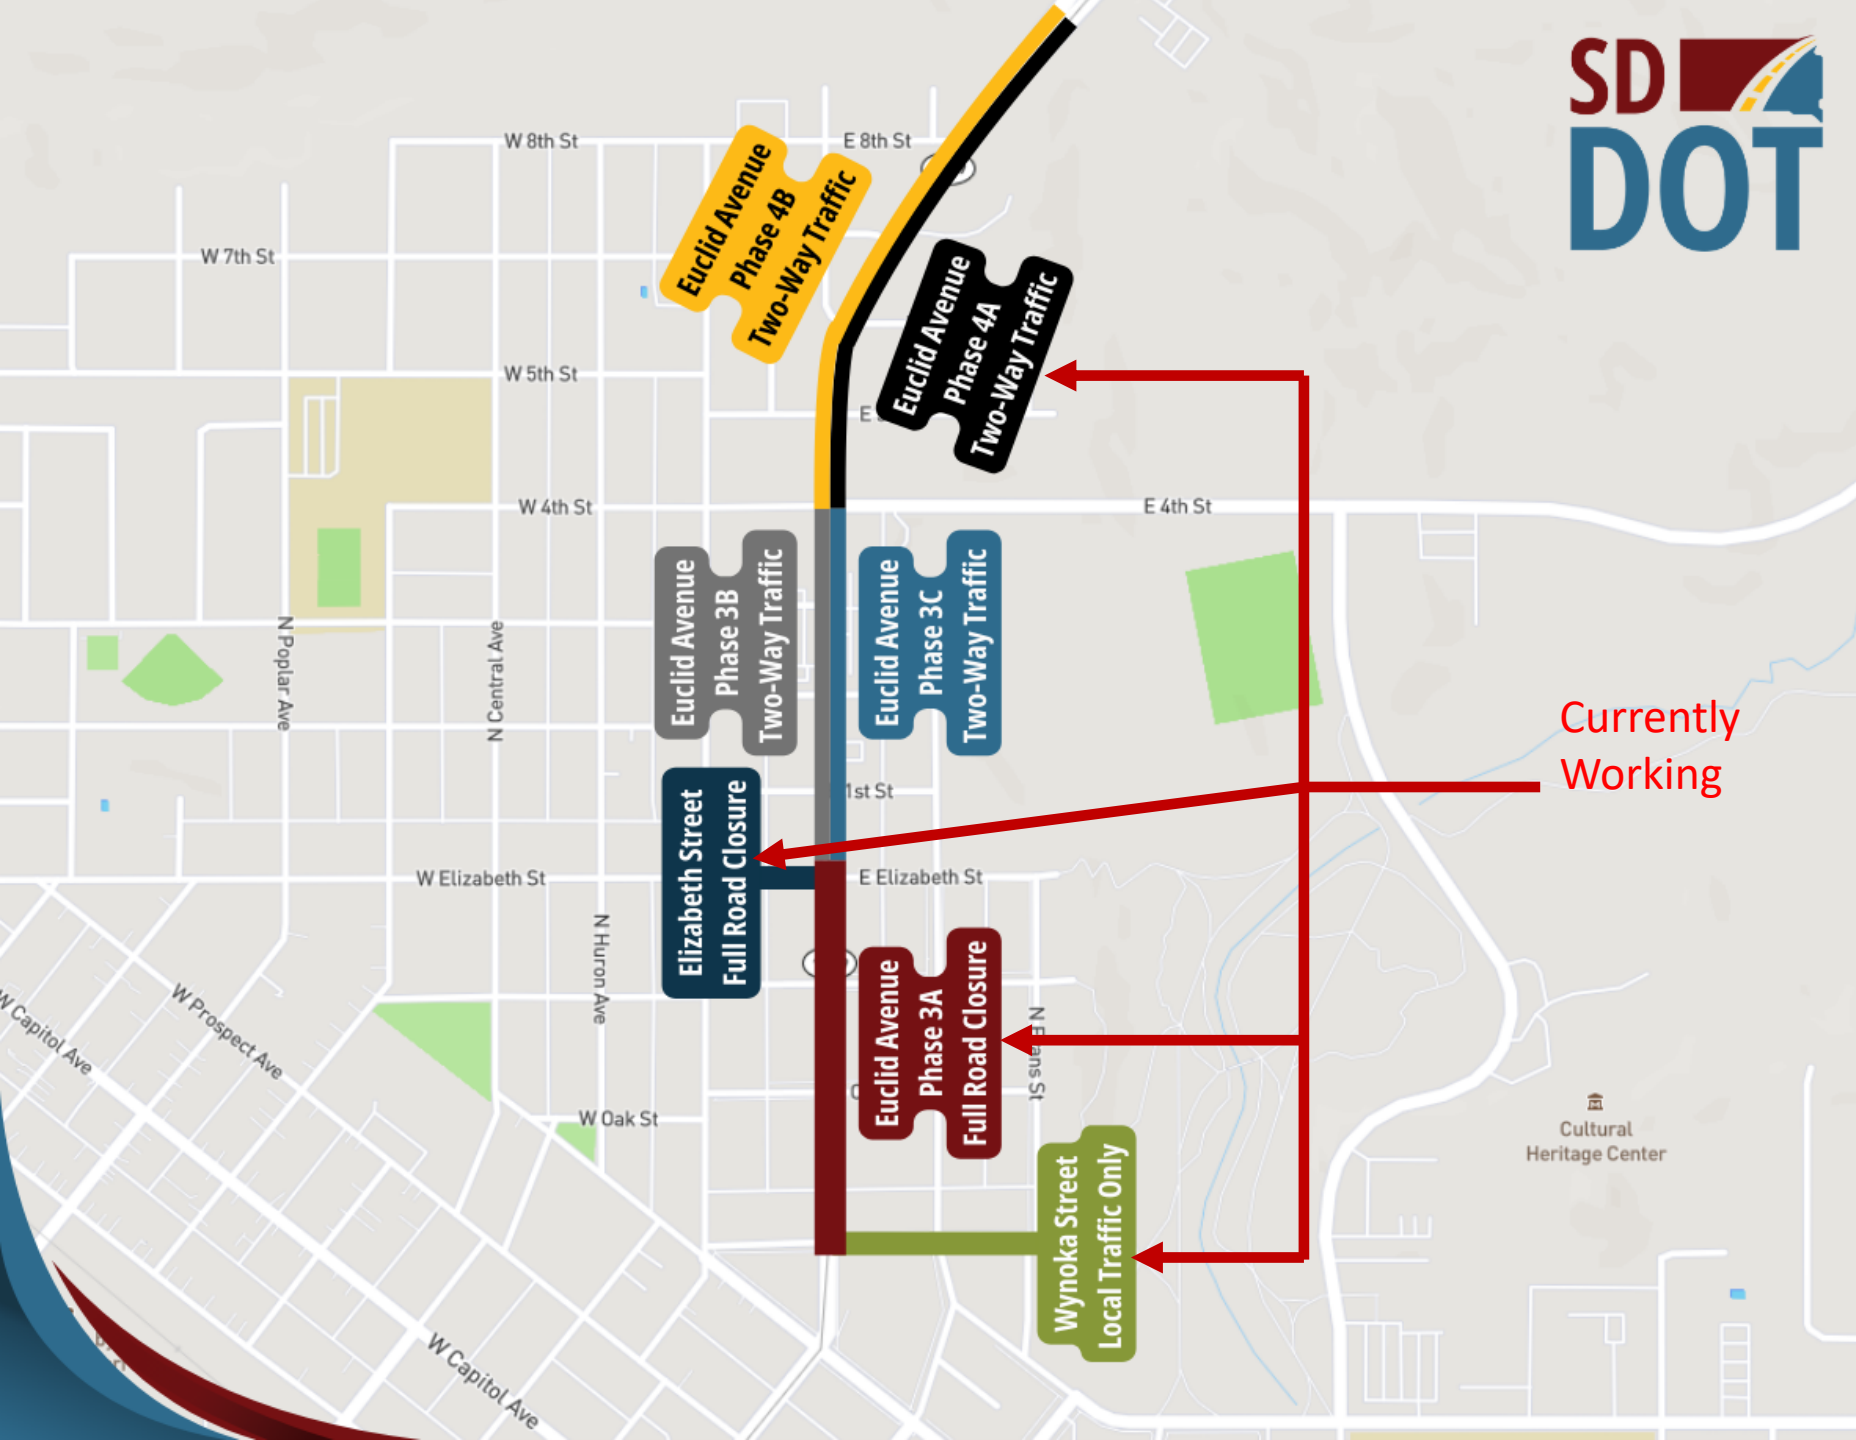 SD
DOT
W 8th St
E 8th St
W 7th St
Euclid Avenue
Phase 4B
Two-Way Traffic
Euclid Avenue
Phase 4A
Two-Way Traffic
W 5th St
E
W 4th St
E 4th St
Euclid Avenue
Phase 3B
Two-Way Traffic
Euclid Avenue
Phase 3C
Two-Way Traffic
N Poplar Ave
N Central Ave
Currently
Working
1st St
Elizabeth Street
Full Road Closure
W Elizabeth St
E Elizabeth St
N Huron Ave
Euclid Avenue
Phase 3A
Full Road Closure
W Capitol Ave
W Prospect Ave
W Oak St
Cultural
Heritage Center
Wynoka Street
Local Traffic Only
W Capitol Ave